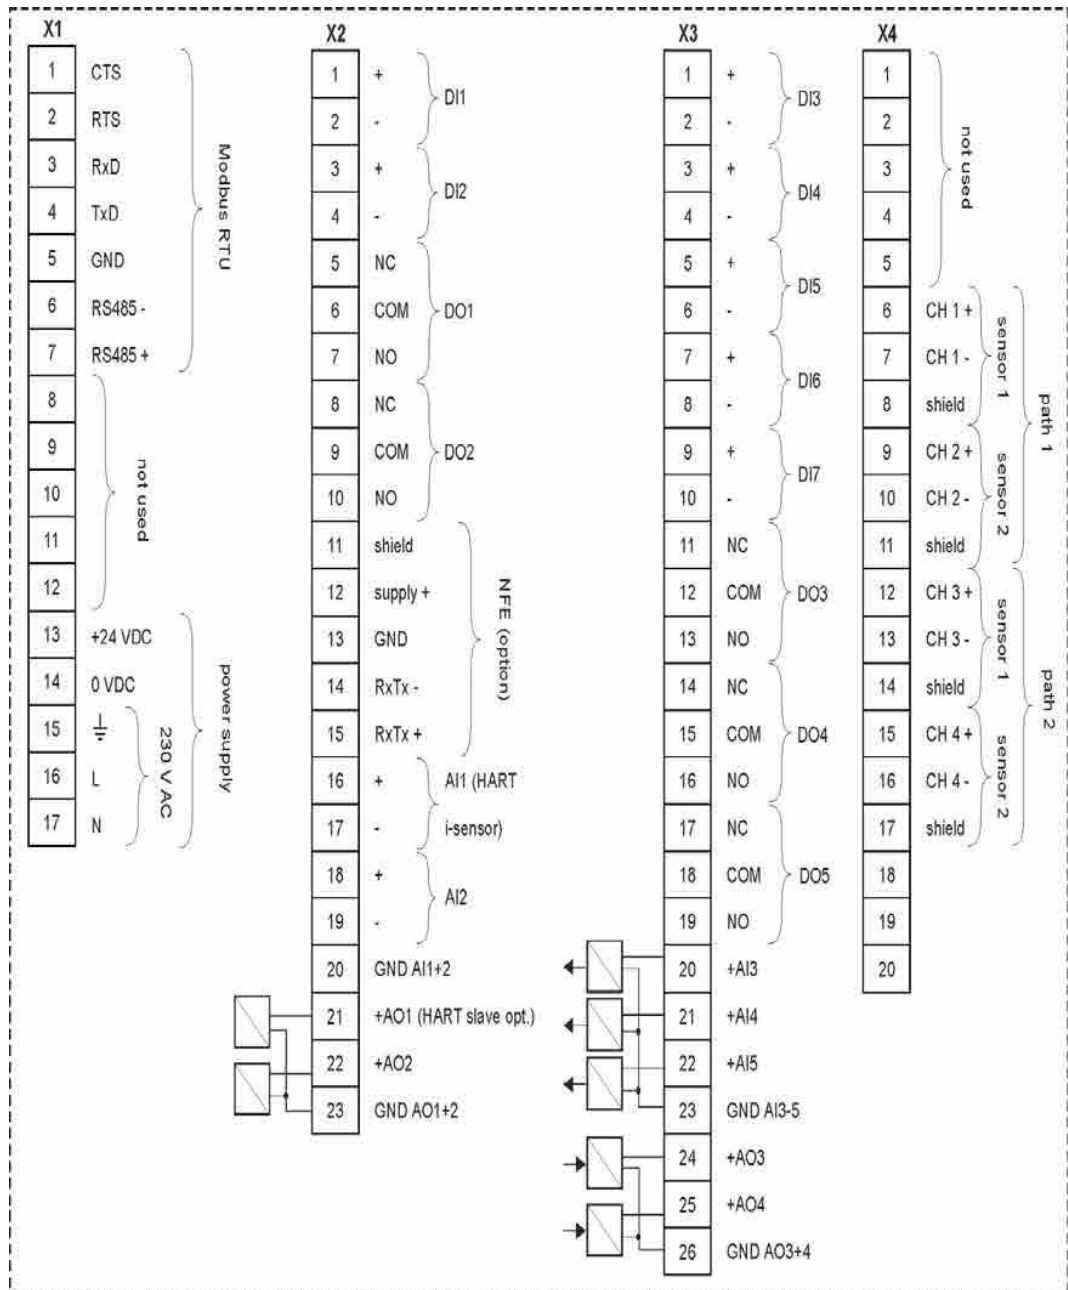 X1
1 CTS
2 RTS
3 RxD
4 TxD
5 GND
6 RS485 -
7 RS485 +
Modbus RTU
8
9
10
11
12
not used
13 +24 VDC
14 0 VDC
15
16 L
17 N
230 V AC
power supply
X2
1 +
2 -
DI1
3 +
4 -
DI2
5 NC
6 COM
7 NO
DO1
8 NC
9 COM
10 NO
DO2
11 shield
12 supply +
13 GND
14 RxTx -
15 RxTx +
NFE (option)
16 +
17 -
AI1 (HART
i-sensor)
18 +
19 -
AI2
20 GND AI1+2
21 +AO1 (HART slave opt.)
22 +AO2
23 GND AO1+2
X3
1 +
2 -
DI3
3 +
4 -
DI4
5 +
6 -
DI5
7 +
8 -
DI6
9 +
10 -
DI7
11 NC
12 COM
13 NO
DO3
14 NC
15 COM
16 NO
DO4
17 NC
18 COM
19 NO
DO5
20 +AI3
21 +AI4
22 +AI5
23 GND AI3-5
24 +AO3
25 +AO4
26 GND AO3+4
X4
1
2
3
4
5
not used
6 CH 1 +
7 CH 1 -
8 shield
sensor 1
9 CH 2 +
10 CH 2 -
11 shield
sensor 2
path 1
12 CH 3 +
13 CH 3 -
14 shield
sensor 1
15 CH 4 +
16 CH 4 -
17 shield
sensor 2
path 2
18
19
20